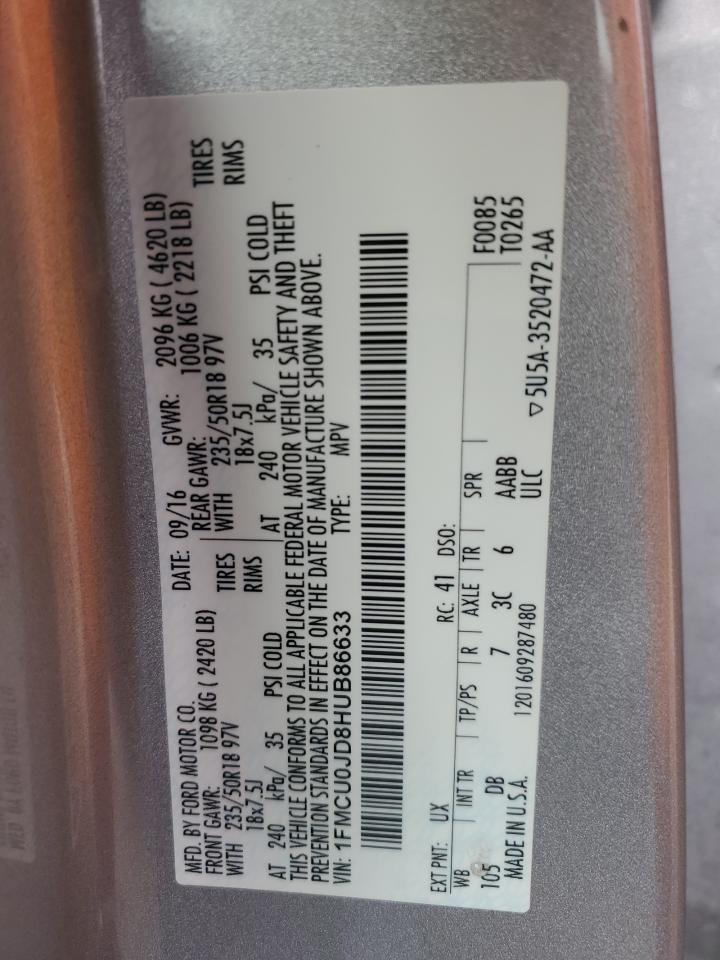 MFD. BY FORD MOTOR CO. DATE: 09/16 GVWR: 2096 KG ( 4620 LB)
FRONT GAWR: 1098 KG ( 2420 LB) REAR GAWR: 1006 KG ( 2218 LB)
WITH 235/50R18 97V TIRES WITH 235/50R18 97V TIRES
18x7.5J RIMS 18x7.5J RIMS
AT 240 kPa/ 35 PSI COLD AT 240 kPa/ 35 PSI COLD
THIS VEHICLE CONFORMS TO ALL APPLICABLE FEDERAL MOTOR VEHICLE SAFETY AND THEFT
PREVENTION STANDARDS IN EFFECT ON THE DATE OF MANUFACTURE SHOWN ABOVE.
VIN: 1FMCU0JD8HUB86633 TYPE: MPV
EXT PNT: UX RC: 41 DSO:
WB INT TR TP/PS R AXLE TR SPR F0085
105 DB 7 3C 6 AABB T0265
MADE IN U.S.A. 1201609287480 ULC ▽5U5A-3520472-AA